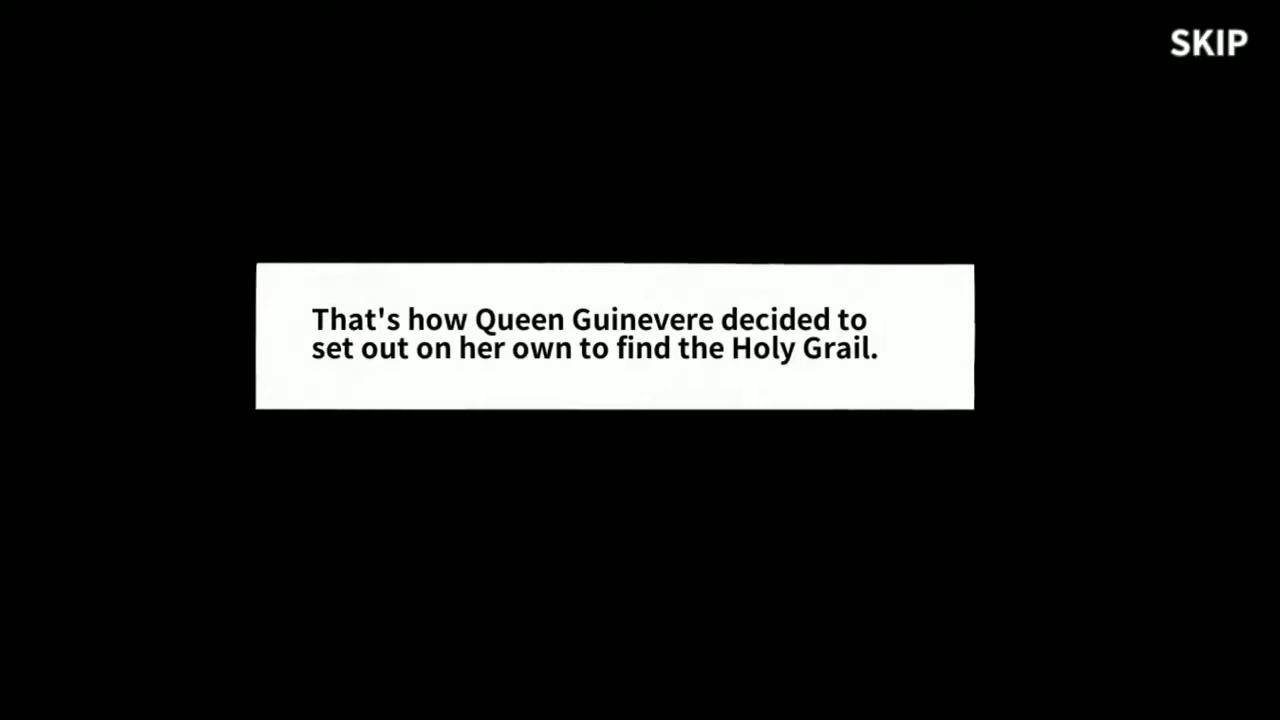 SKIP
That's how Queen Guinevere decided to
set out on her own to find the Holy Grail.